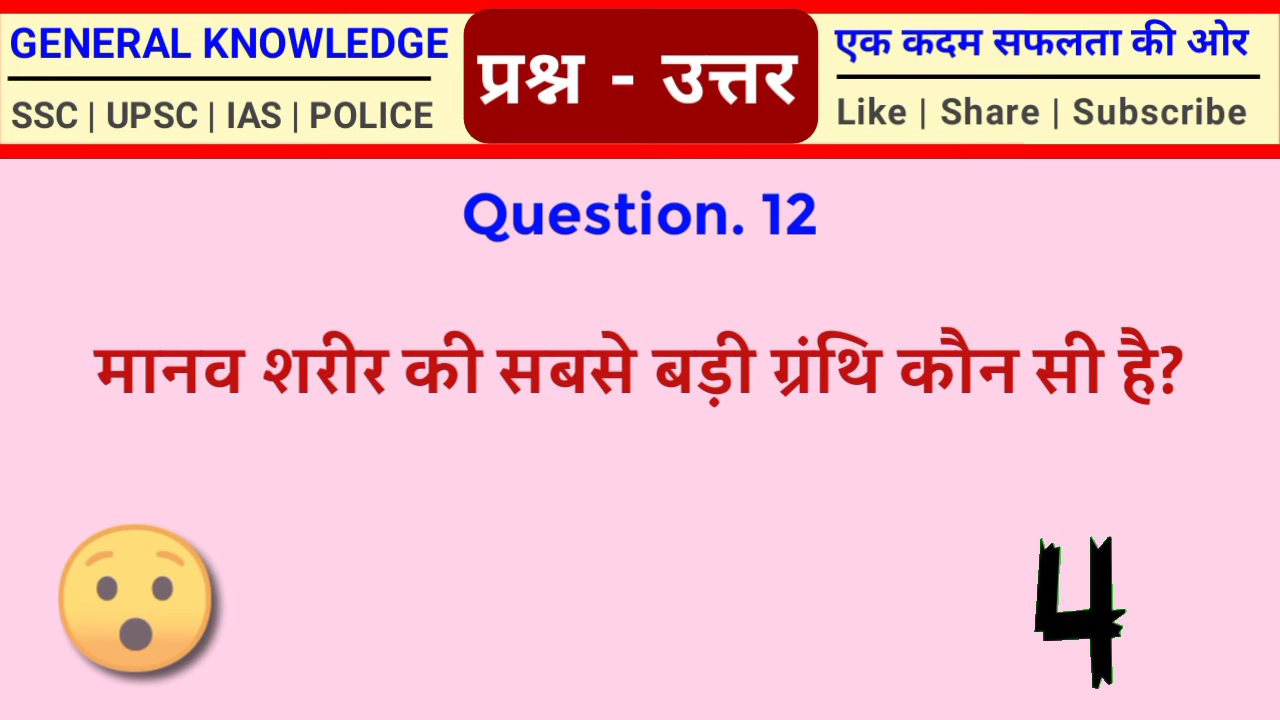 GENERAL KNOWLEDGE
SSC | UPSC | IAS | POLICE
प्रश्न - उत्तर
एक कदम सफलता की ओर
Like | Share | Subscribe
Question. 12
मानव शरीर की सबसे बड़ी ग्रंथि कौन सी है?
4